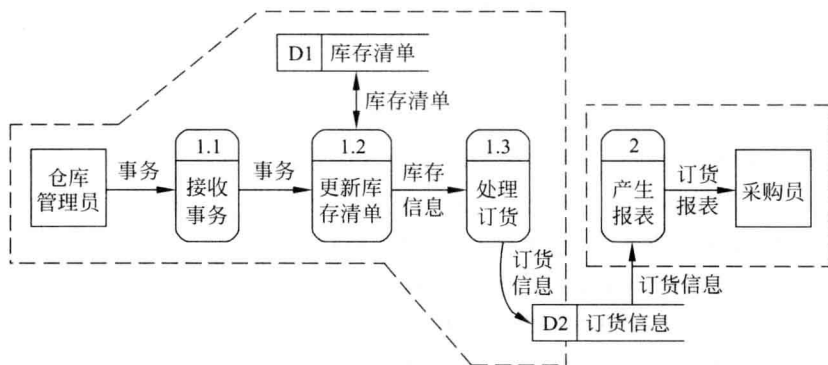 D1 库存清单
库存清单
1.1
1.2
1.3
2
仓库
管理员
事务
接收
事务
事务
更新库
存清单
库存
信息
处理
订货
产生
报表
订货
报表
采购员
订货
信息
订货信息
D2 订货信息